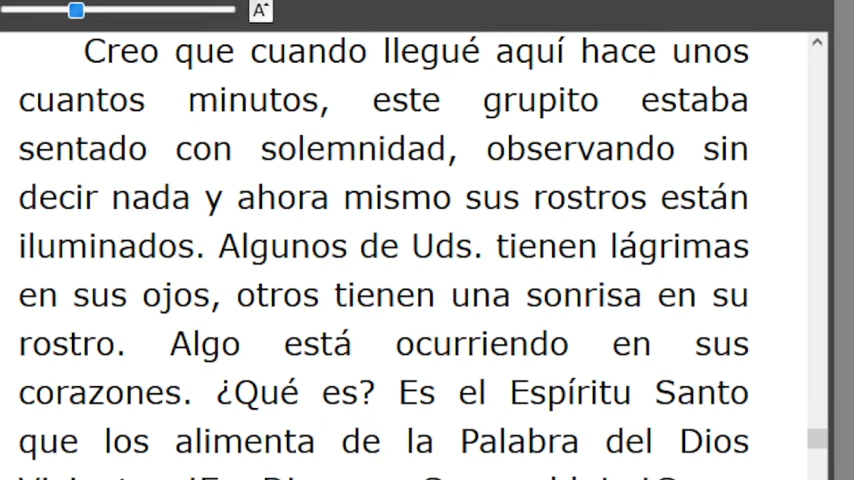 A
Creo que cuando llegué aquí hace unos
cuantos minutos, este grupito estaba
sentado con solemnidad, observando sin
decir nada y ahora mismo sus rostros están
iluminados. Algunos de Uds. tienen lágrimas
en sus ojos, otros tienen una sonrisa en su
rostro. Algo está ocurriendo en sus
corazones. ¿Qué es? Es el Espíritu Santo
que los alimenta de la Palabra del Dios